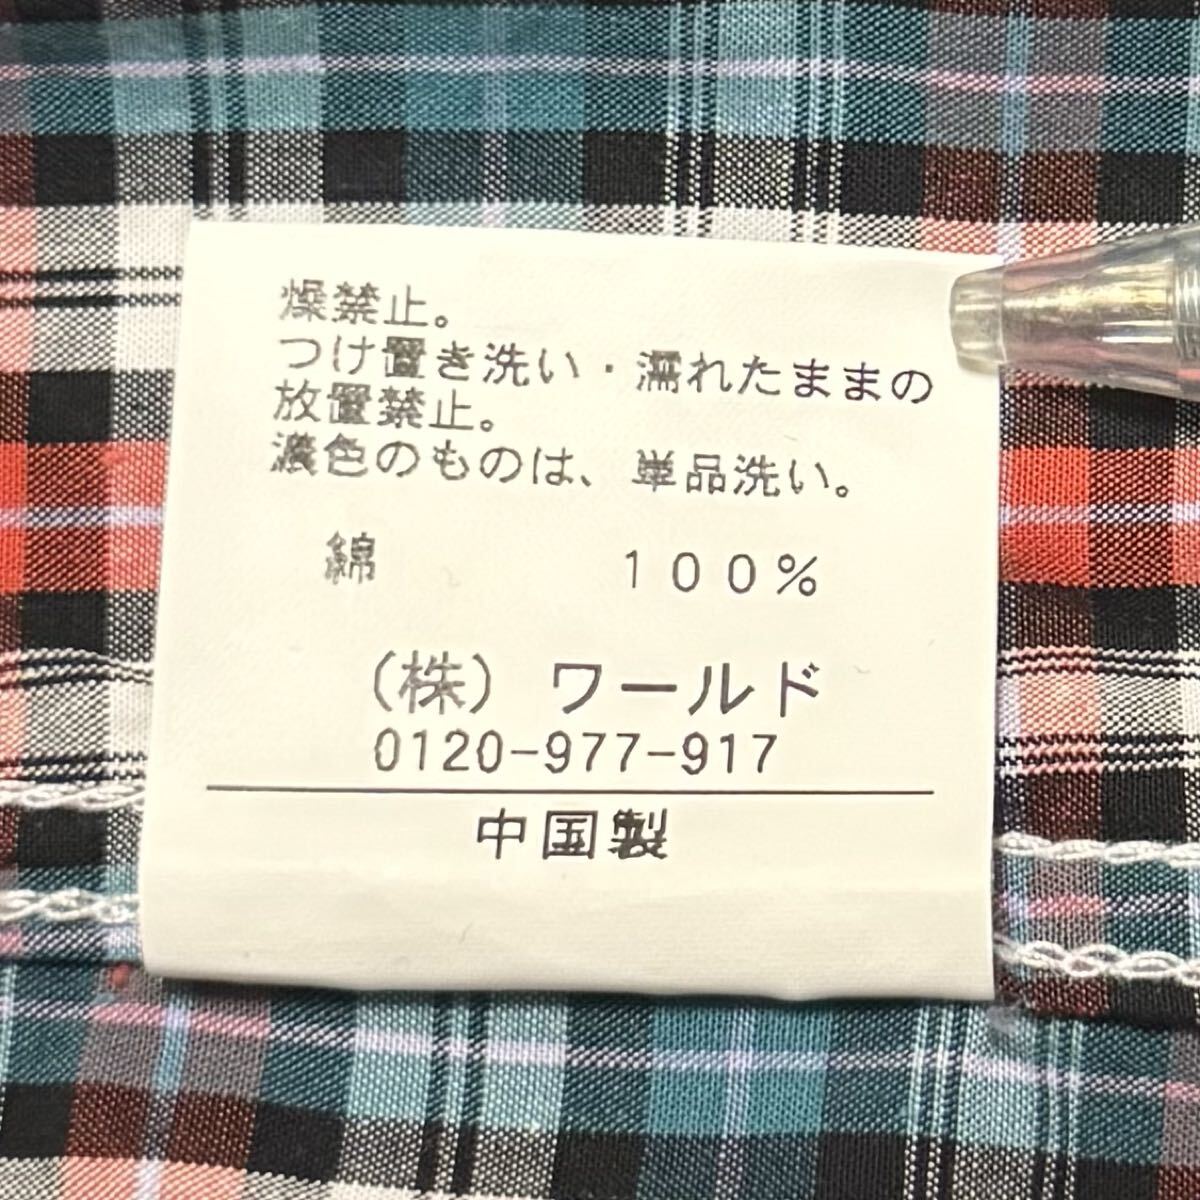 燥禁止。
つけ置き洗い・濡れたままの
放置禁止。
濃色のものは、単品洗い。
綿 100%
(株) ワールド
0120-977-917
中国製